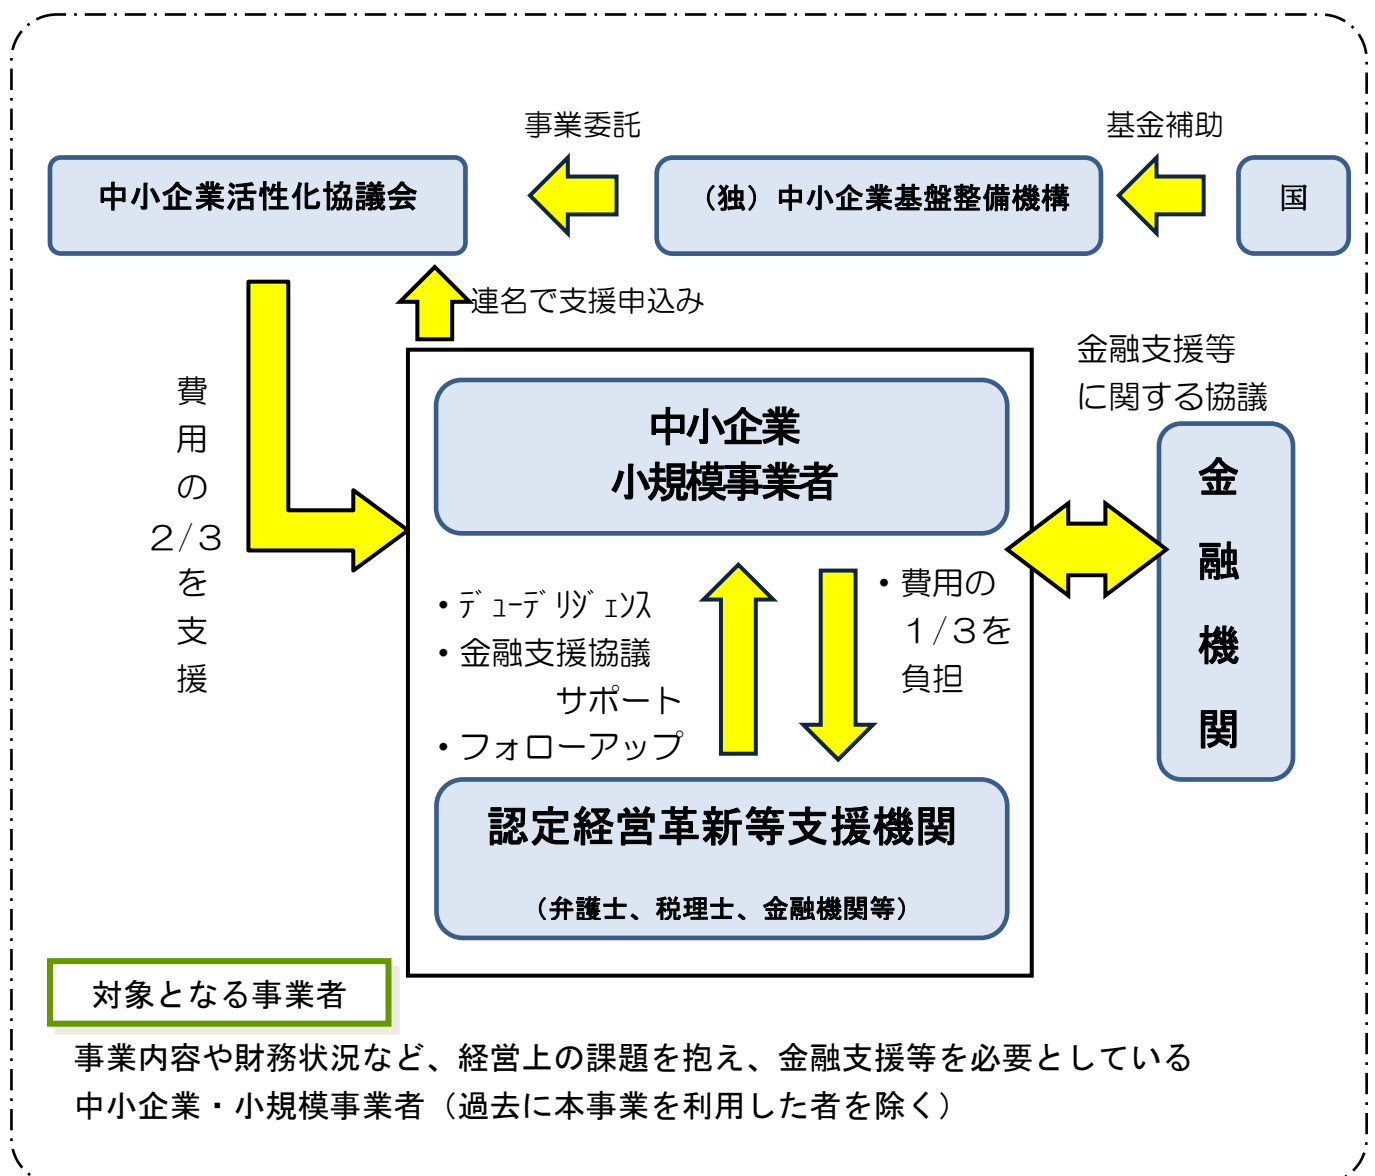 事業委託
基金補助
中小企業活性化協議会
（独）中小企業基盤整備機構
国
連名で支援申込み
金融支援等
に関する協議
費用の2/3を支援
中小企業
小規模事業者
金融機関
・ﾃﾞｭｰﾃﾞﾘｼﾞｪﾝｽ
・金融支援協議
サポート
・フォローアップ
・費用の
１/３を
負担
認定経営革新等支援機関
（弁護士、税理士、金融機関等）
対象となる事業者
事業内容や財務状況など、経営上の課題を抱え、金融支援等を必要としている
中小企業・小規模事業者（過去に本事業を利用した者を除く）